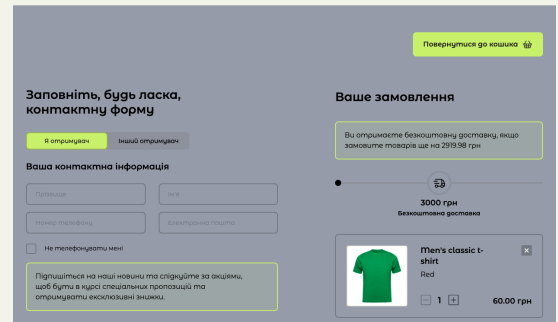 Повернутися до кошика
Заповніть, будь ласка,
контактну форму
Я отримувач
Інший отримувач
Ваша контактна інформація
Прізвище
Ім'я
Номер телефону
Електронна пошта
Не телефонувати мені
Підпишіться на наші новини та слідкуйте за акціями,
щоб бути в курсі спеціальних пропозицій та
отримувати ексклюзивні знижки.
Ваше замовлення
Ви отримаєте безкоштовну доставку, якщо
замовите товарів ще на 2919.98 грн
3000 грн
Безкоштовна доставка
Men's classic t-
shirt
Red
1
60.00 грн